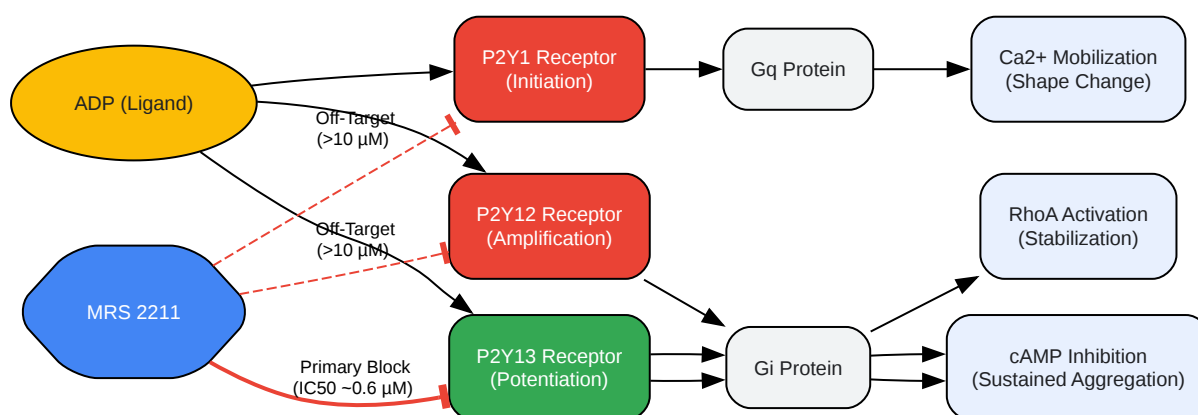 ADP (Ligand)
P2Y1 Receptor
(Initiation)
Gq Protein
Ca2+ Mobilization
(Shape Change)
Off-Target
(>10 µM)
P2Y12 Receptor
(Amplification)
RhoA Activation
(Stabilization)
Off-Target
(>10 µM)
MRS 2211
Primary Block
(IC50 ~0.6 µM)
P2Y13 Receptor
(Potentiation)
Gi Protein
cAMP Inhibition
(Sustained Aggregation)